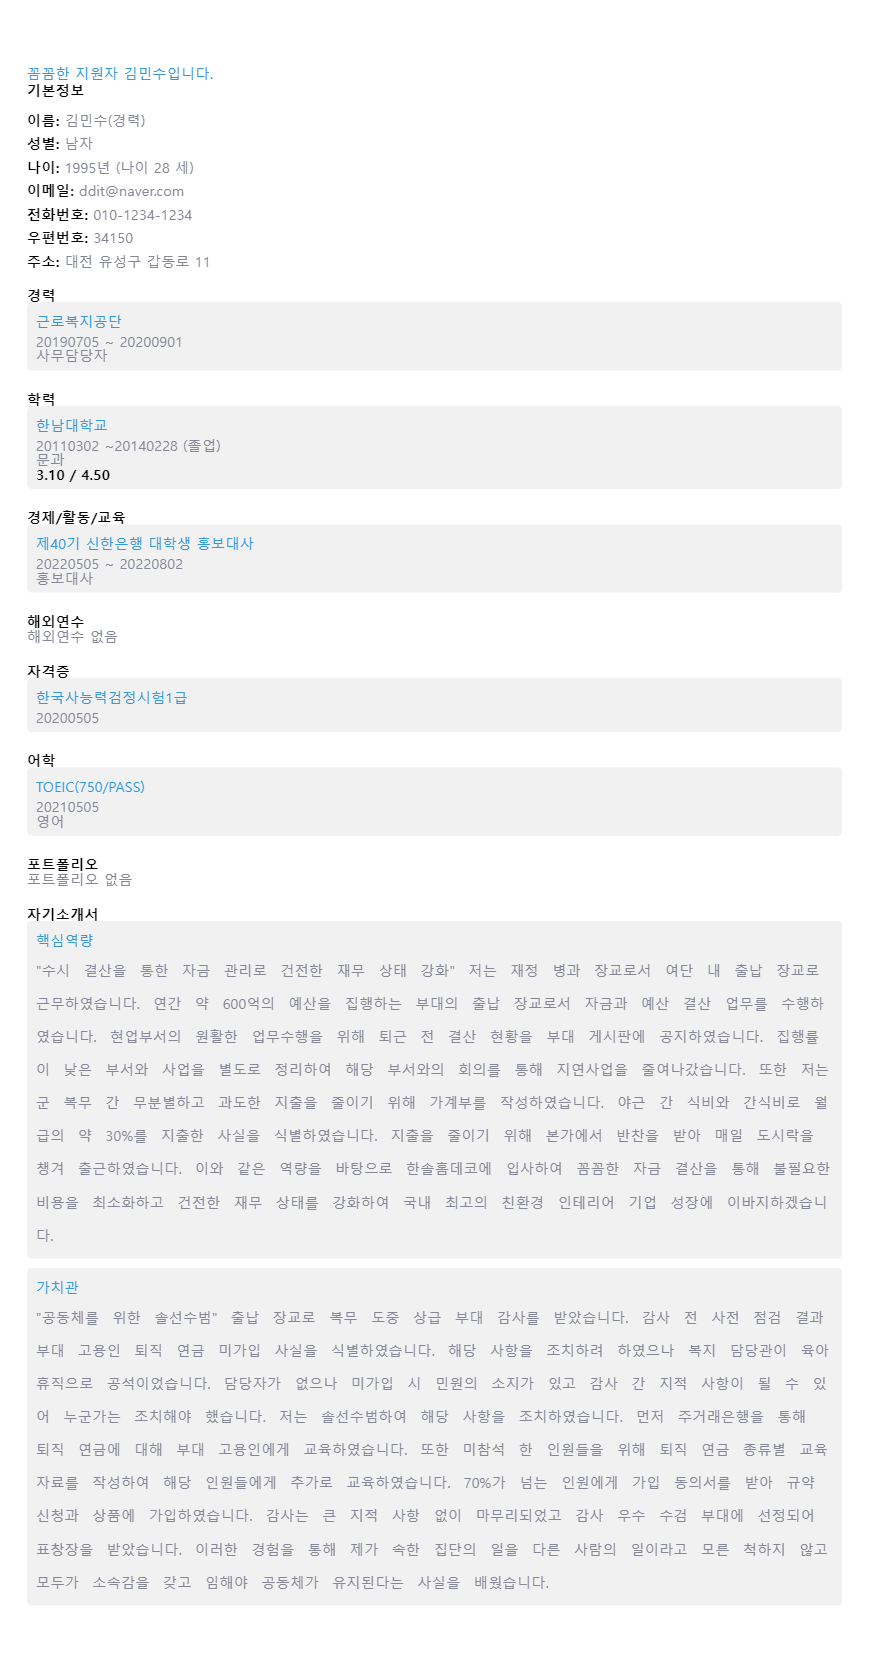 꼼꼼한 지원자 김민수입니다.
기본정보
이름: 김민수(경력)
성별: 남자
나이: 1995년 (나이 28 세)
이메일: ddit@naver.com
전화번호: 010-1234-1234
우편번호: 34150
주소: 대전 유성구 갑동로 11
경력
근로복지공단
20190705 ~ 20200901
사무담당자
학력
한남대학교
20110302 ~20140228 (졸업)
문과
3.10 / 4.50
경제/활동/교육
제40기 신한은행 대학생 홍보대사
20220505 ~ 20220802
홍보대사
해외연수
해외연수 없음
자격증
한국사능력검정시험1급
20200505
어학
TOEIC(750/PASS)
20210505
영어
포트폴리오
포트폴리오 없음
자기소개서
핵심역량
"수시 결산을 통한 자금 관리로 건전한 재무 상태 강화" 저는 재정 병과 장교로서 여단 내 출납 장교로
근무하였습니다. 연간 약 600억의 예산을 집행하는 부대의 출납 장교로서 자금과 예산 결산 업무를 수행하
였습니다. 현업부서의 원활한 업무수행을 위해 퇴근 전 결산 현황을 부대 게시판에 공지하였습니다. 집행률
이 낮은 부서와 사업을 별도로 정리하여 해당 부서와의 회의를 통해 지연사업을 줄여나갔습니다. 또한 저는
군 복무 간 무분별하고 과도한 지출을 줄이기 위해 가계부를 작성하였습니다. 야근 간 식비와 간식비로 월
급의 약 30%를 지출한 사실을 식별하였습니다. 지출을 줄이기 위해 본가에서 반찬을 받아 매일 도시락을
챙겨 출근하였습니다. 이와 같은 역량을 바탕으로 한솔홈데코에 입사하여 꼼꼼한 자금 결산을 통해 불필요한
비용을 최소화하고 건전한 재무 상태를 강화하여 국내 최고의 친환경 인테리어 기업 성장에 이바지하겠습니
다.
가치관
"공동체를 위한 솔선수범" 출납 장교로 복무 도중 상급 부대 감사를 받았습니다. 감사 전 사전 점검 결과
부대 고용인 퇴직 연금 미가입 사실을 식별하였습니다. 해당 사항을 조치하려 하였으나 복지 담당관이 육아
휴직으로 공석이었습니다. 담당자가 없으나 미가입 시 민원의 소지가 있고 감사 간 지적 사항이 될 수 있
어 누군가는 조치해야 했습니다. 저는 솔선수범하여 해당 사항을 조치하였습니다. 먼저 주거래은행을 통해
퇴직 연금에 대해 부대 고용인에게 교육하였습니다. 또한 미참석 한 인원들을 위해 퇴직 연금 종류별 교육
자료를 작성하여 해당 인원들에게 추가로 교육하였습니다. 70%가 넘는 인원에게 가입 동의서를 받아 규약
신청과 상품에 가입하였습니다. 감사는 큰 지적 사항 없이 마무리되었고 감사 우수 수검 부대에 선정되어
표창장을 받았습니다. 이러한 경험을 통해 제가 속한 집단의 일을 다른 사람의 일이라고 모른 척하지 않고
모두가 소속감을 갖고 임해야 공동체가 유지된다는 사실을 배웠습니다.